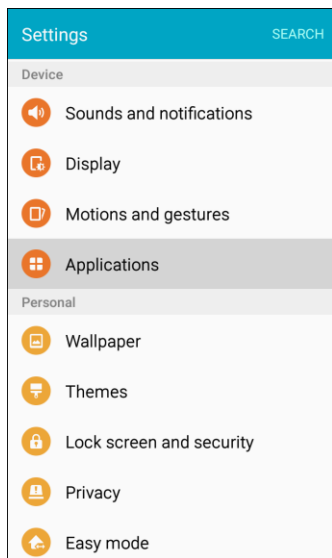 Settings
SEARCH
Device
Sounds and notifications
Display
Motions and gestures
Applications
Personal
Wallpaper
Themes
Lock screen and security
Privacy
Easy mode